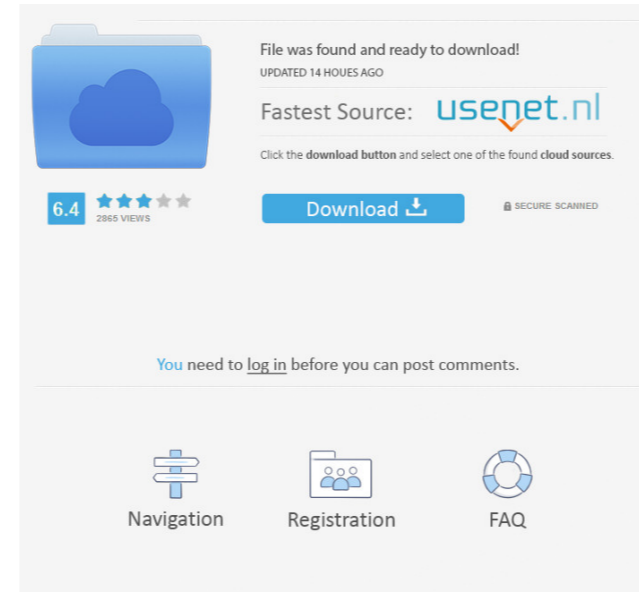 File was found and ready to download!
UPDATED 14 HOUES AGO
Fastest Source: usenet.nl
Click the download button and select one of the found cloud sources.
6.4
2865 VIEWS
Download
SECURE SCANNED
You need to log in before you can post comments.
Navigation
Registration
FAQ